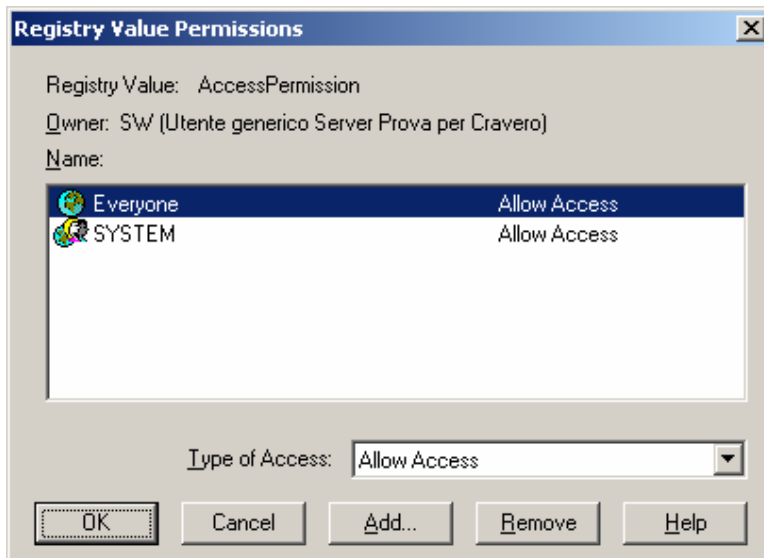 Registry Value Permissions
Registry Value: AccessPermission
Owner: SW (Utente generico Server Prova per Cravero)
Name:
Everyone Allow Access
SYSTEM Allow Access
Type of Access: Allow Access
OK Cancel Add... Remove Help